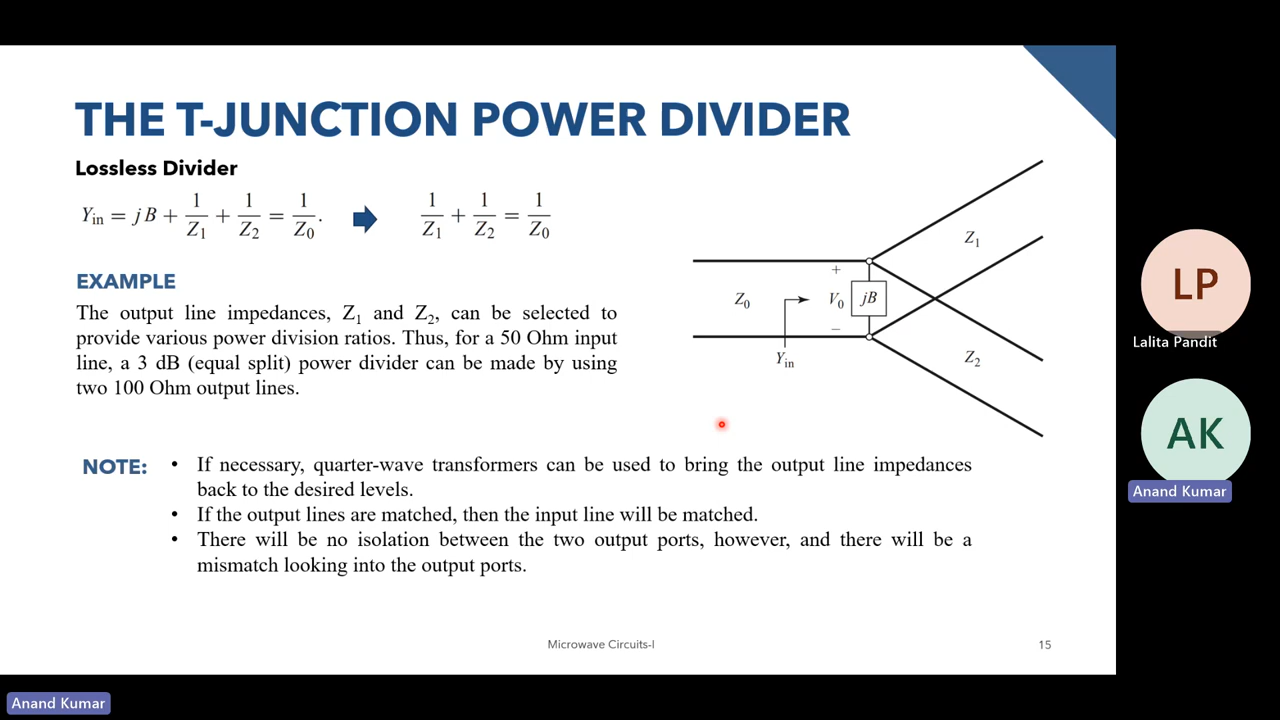 THE T-JUNCTION POWER DIVIDER
Lossless Divider
Y_in = jB + 1/Z_1 + 1/Z_2 = 1/Z_0.
1/Z_1 + 1/Z_2 = 1/Z_0
EXAMPLE
The output line impedances, Z_1 and Z_2, can be selected to
provide various power division ratios. Thus, for a 50 Ohm input
line, a 3 dB (equal split) power divider can be made by using
two 100 Ohm output lines.
Z_1
+
Z_0
V_0
jB
−
Y_in
Z_2
NOTE:
• If necessary, quarter-wave transformers can be used to bring the output line impedances
back to the desired levels.
• If the output lines are matched, then the input line will be matched.
• There will be no isolation between the two output ports, however, and there will be a
mismatch looking into the output ports.
Microwave Circuits-I
15
LP
Lalita Pandit
AK
Anand Kumar
Anand Kumar